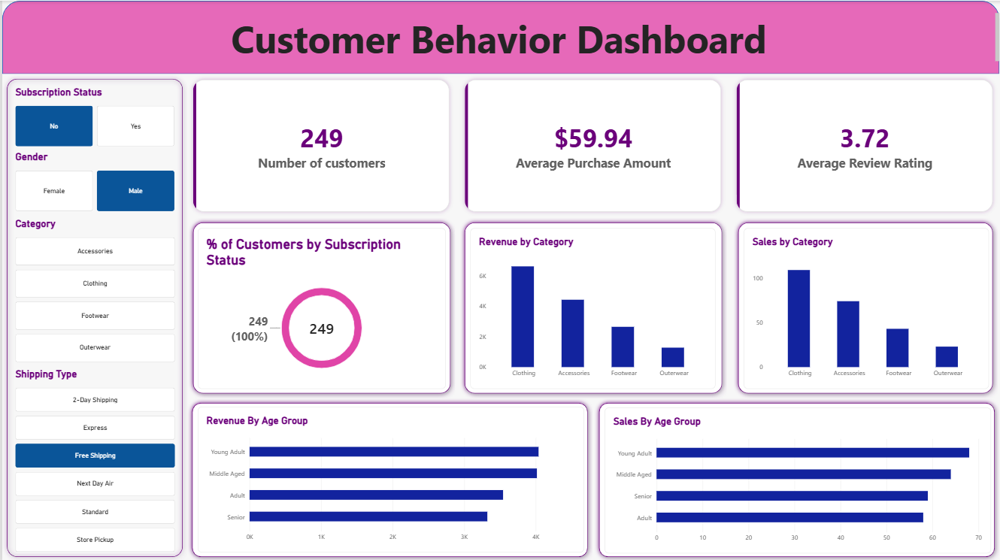 Customer Behavior Dashboard
Subscription Status
No
Yes
Gender
Female
Male
Category
Accessories
Clothing
Footwear
Outerwear
Shipping Type
2-Day Shipping
Express
Free Shipping
Next Day Air
Standard
Store Pickup
249
Number of customers
$59.94
Average Purchase Amount
3.72
Average Review Rating
% of Customers by Subscription
Status
249
(100%)
249
Revenue by Category
6K
4K
2K
0K
Clothing Accessories Footwear Outerwear
Sales by Category
100
50
0
Clothing Accessories Footwear Outerwear
Revenue By Age Group
Young Adult
Middle Aged
Adult
Senior
0K 1K 2K 3K 4K
Sales By Age Group
Young Adult
Middle Aged
Senior
Adult
0 10 20 30 40 50 60 70